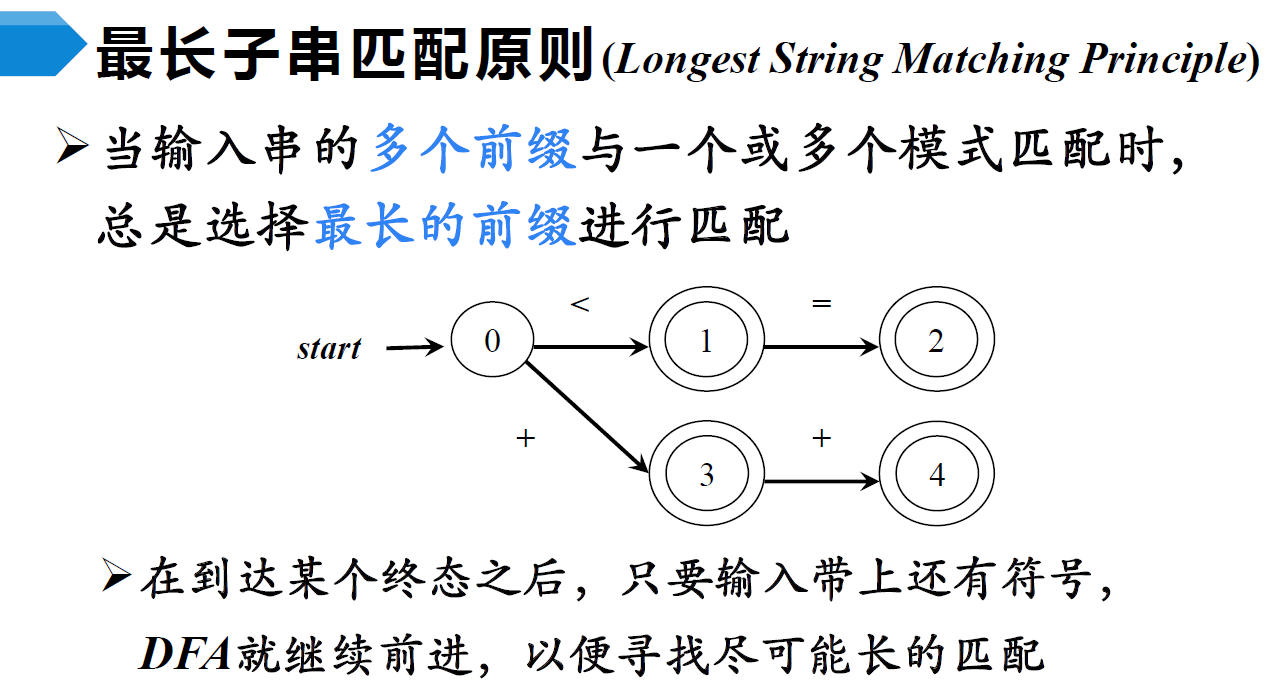 最长子串匹配原则(Longest String Matching Principle)
➢当输入串的多个前缀与一个或多个模式匹配时，
总是选择最长的前缀进行匹配
start 0 < 1 = 2
+ 3 + 4
➢在到达某个终态之后，只要输入带上还有符号，
DFA就继续前进，以便寻找尽可能长的匹配